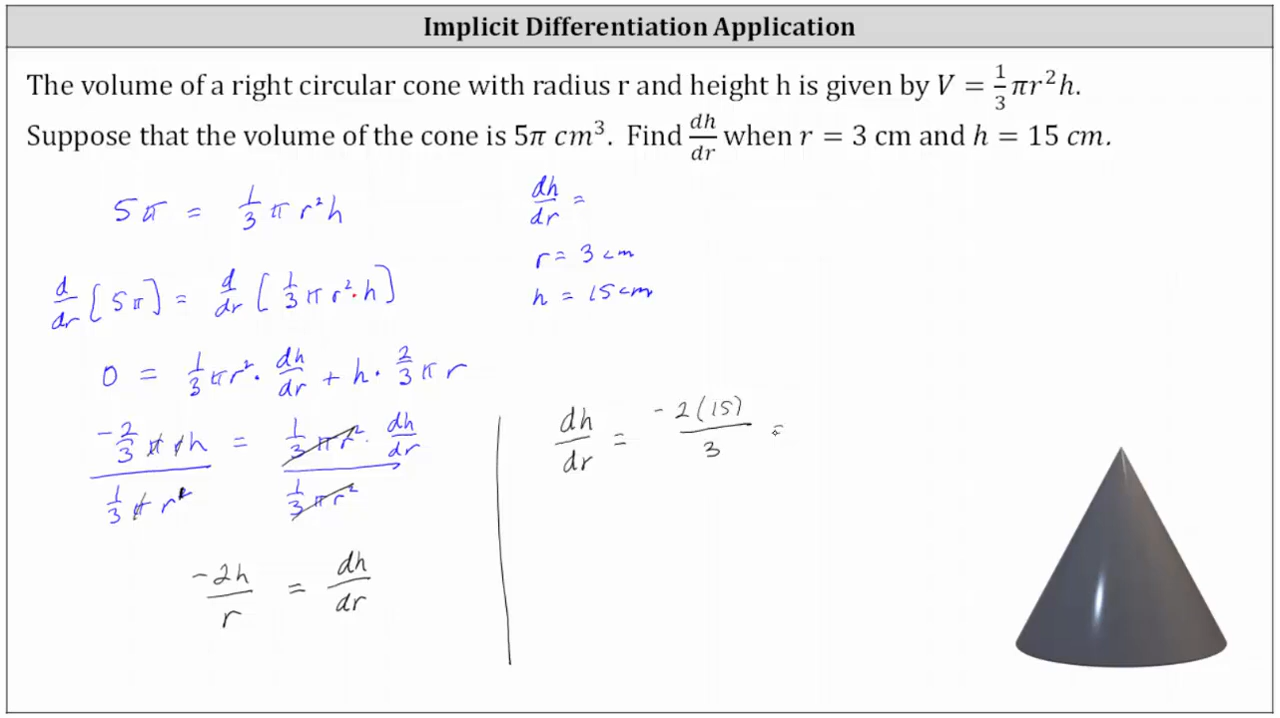 Implicit Differentiation Application
The volume of a right circular cone with radius r and height h is given by V = 1/3 πr²h.
Suppose that the volume of the cone is 5π cm³. Find dh/dr when r = 3 cm and h = 15 cm.
5π = 1/3 π r²h
d/dr [5π] = d/dr [1/3 π r²·h]
0 = 1/3 πr² · dh/dr + h · 2/3 π r
-2/3 π r h / 1/3 π r² = 1/3 π r² · dh/dr / 1/3 π r²
-2h/r = dh/dr
dh/dr =
r = 3 cm
h = 15 cm
dh/dr = -2(15)/3 =